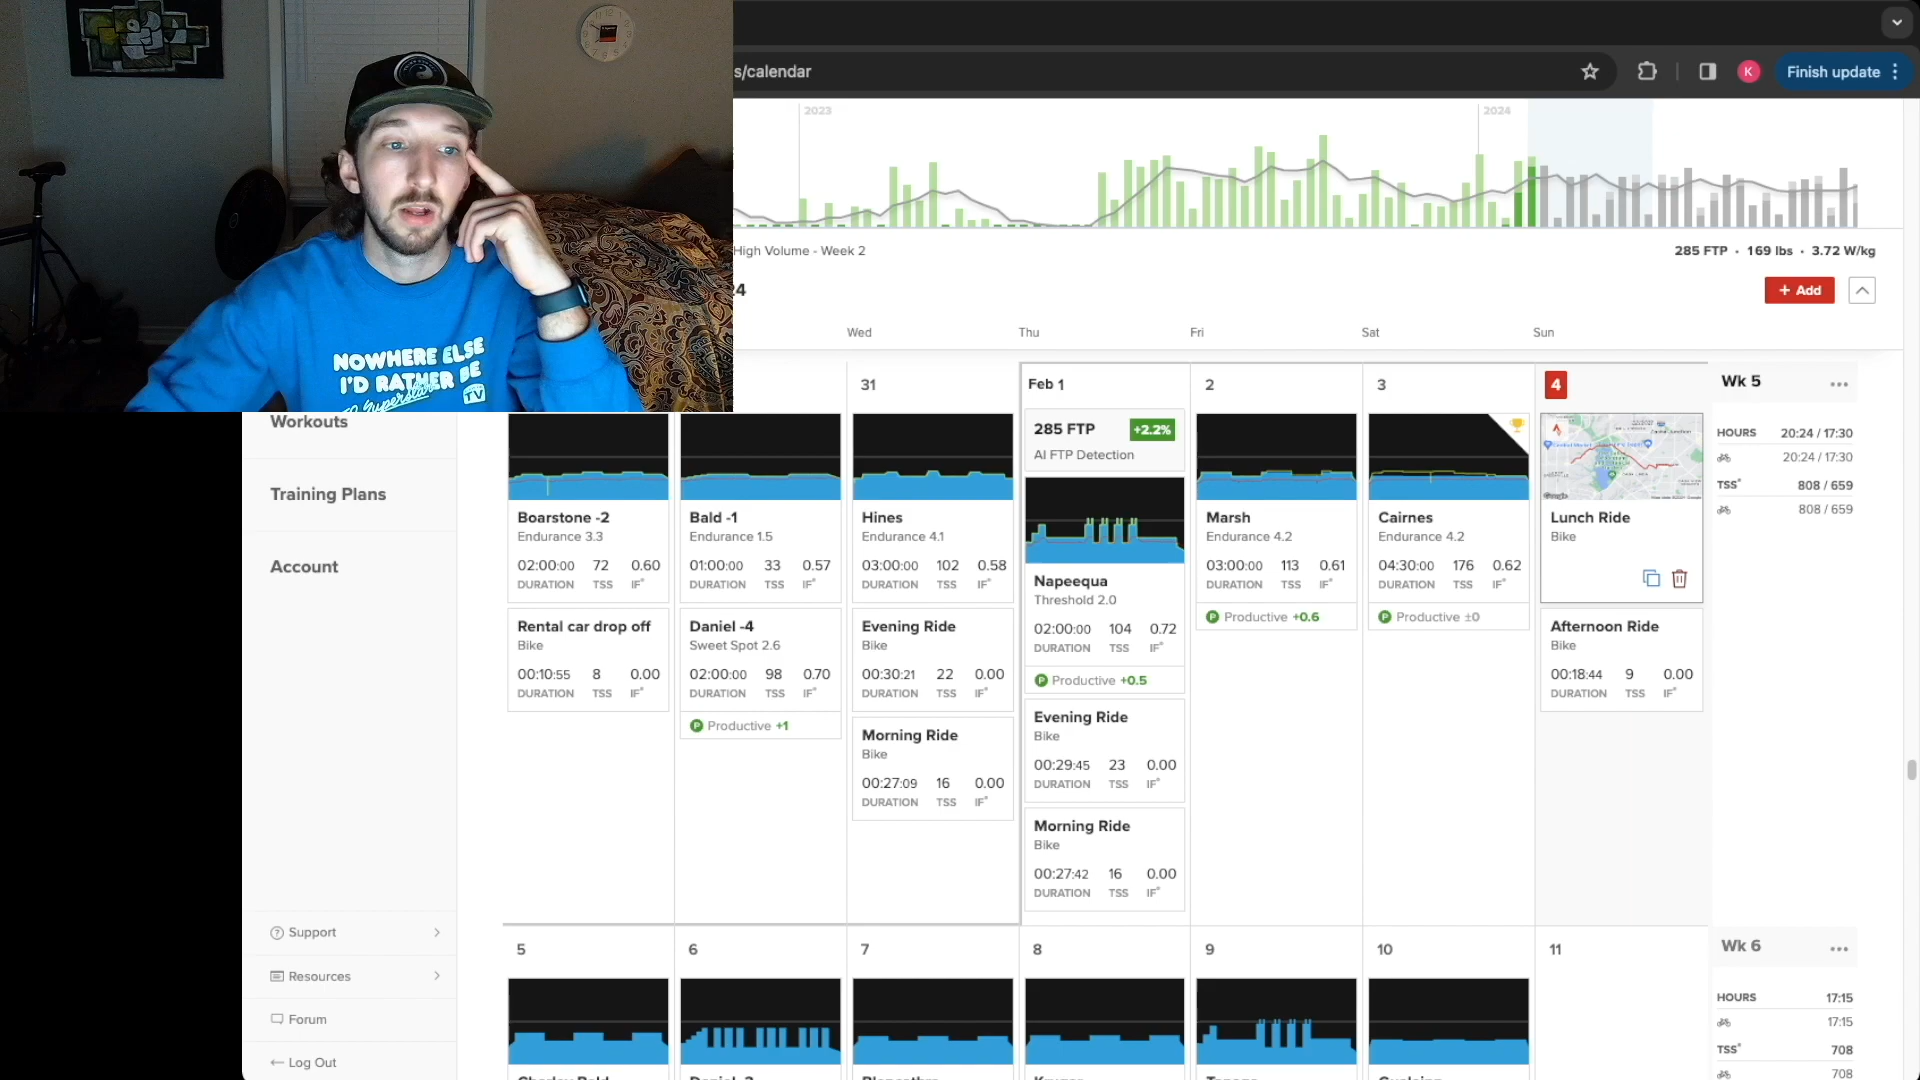 NOWHERE ELSE
I'D RATHER BE
TV
s/calendar
K
Finish update
2023
2024
High Volume - Week 2
285 FTP · 169 lbs · 3.72 W/kg
24
+ Add
Wed
Thu
Fri
Sat
Sun
31
Feb 1
2
3
4
Wk 5
Workouts
Training Plans
Account
Support
Resources
Forum
Log Out
Boarstone -2
Endurance 3.3
02:00:00 72 0.60
DURATION TSS IF*
Rental car drop off
Bike
00:10:55 8 0.00
DURATION TSS IF*
Bald -1
Endurance 1.5
01:00:00 33 0.57
DURATION TSS IF*
Daniel -4
Sweet Spot 2.6
02:00:00 98 0.70
DURATION TSS IF*
P Productive +1
Hines
Endurance 4.1
03:00:00 102 0.58
DURATION TSS IF*
Evening Ride
Bike
00:30:21 22 0.00
DURATION TSS IF*
Morning Ride
Bike
00:27:09 16 0.00
DURATION TSS IF*
285 FTP +2.2%
AI FTP Detection
Napeequa
Threshold 2.0
02:00:00 104 0.72
DURATION TSS IF*
P Productive +0.5
Evening Ride
Bike
00:29:45 23 0.00
DURATION TSS IF*
Morning Ride
Bike
00:27:42 16 0.00
DURATION TSS IF*
Marsh
Endurance 4.2
03:00:00 113 0.61
DURATION TSS IF*
P Productive +0.6
Cairnes
Endurance 4.2
04:30:00 176 0.62
DURATION TSS IF*
P Productive ±0
Lunch Ride
Bike
Afternoon Ride
Bike
00:18:44 9 0.00
DURATION TSS IF*
HOURS 20:24 / 17:30
20:24 / 17:30
TSS* 808 / 659
808 / 659
5
6
7
8
9
10
11
Wk 6
HOURS 17:15
17:15
TSS* 708
708